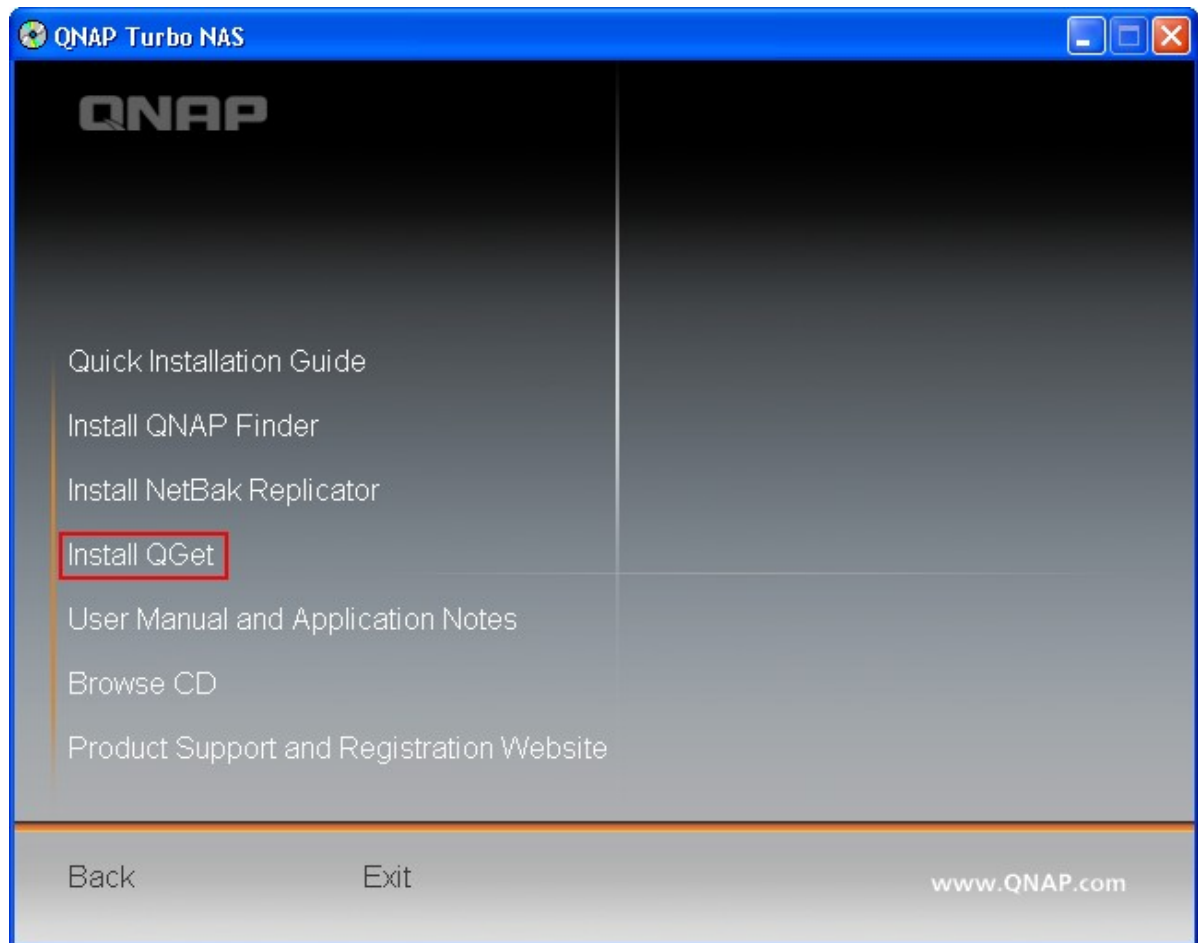 QNAP Turbo NAS
QNAP
Quick Installation Guide
Install QNAP Finder
Install NetBak Replicator
Install QGet
User Manual and Application Notes
Browse CD
Product Support and Registration Website
Back
Exit
www.QNAP.com